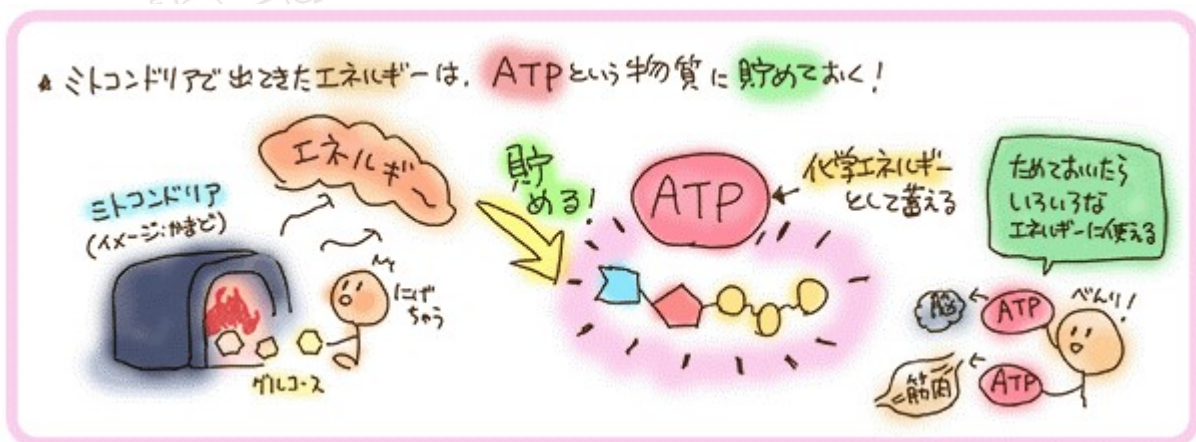 ミトコンドリアで出てきたエネルギーは、ATPという物質に貯めておく!
エネルギー
ミトコンドリア
(イメージ:かまど)
にげ
ちゃう
グルコース
貯
める!
ATP
化学エネルギー
として蓄える
ためておいたら
いろいろな
エネルギーに使える
脳
ATP
べんり!
筋肉
ATP